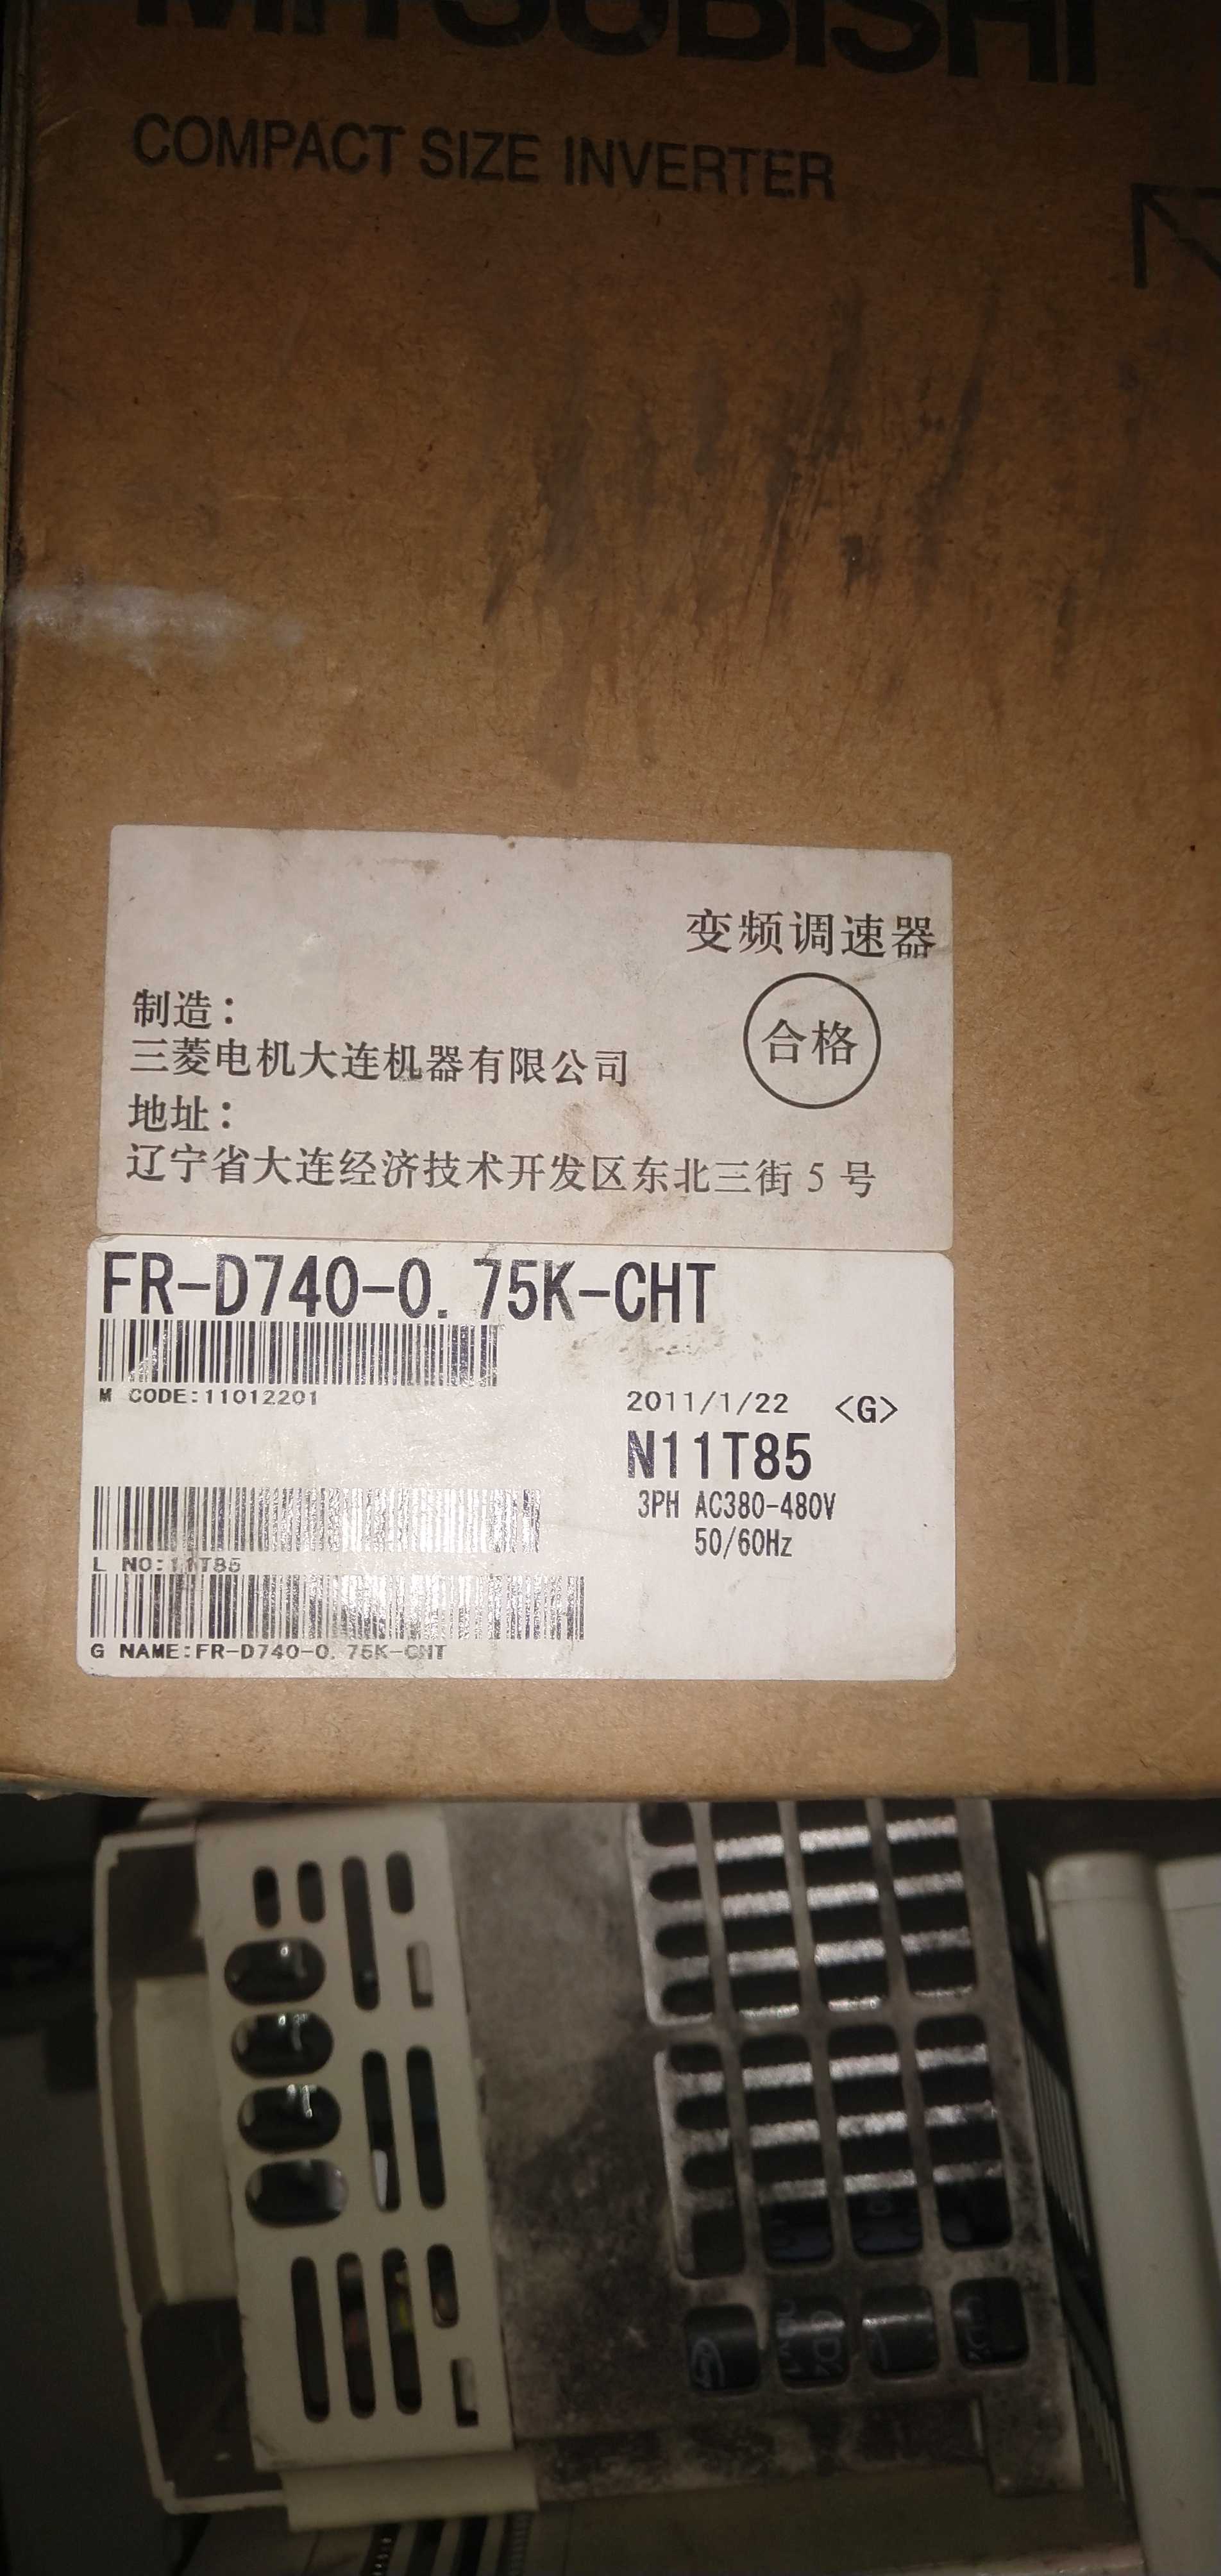 MITSUBISHI
COMPACT SIZE INVERTER
变频调速器
制造：
合格
三菱电机大连机器有限公司
地址：
辽宁省大连经济技术开发区东北三街 5 号
FR-D740-0.75K-CHT
M CODE:11012201
2011/1/22 <G>
N11T85
3PH AC380-480V
50/60Hz
L NO:11T85
G NAME:FR-D740-0.75K-CHT